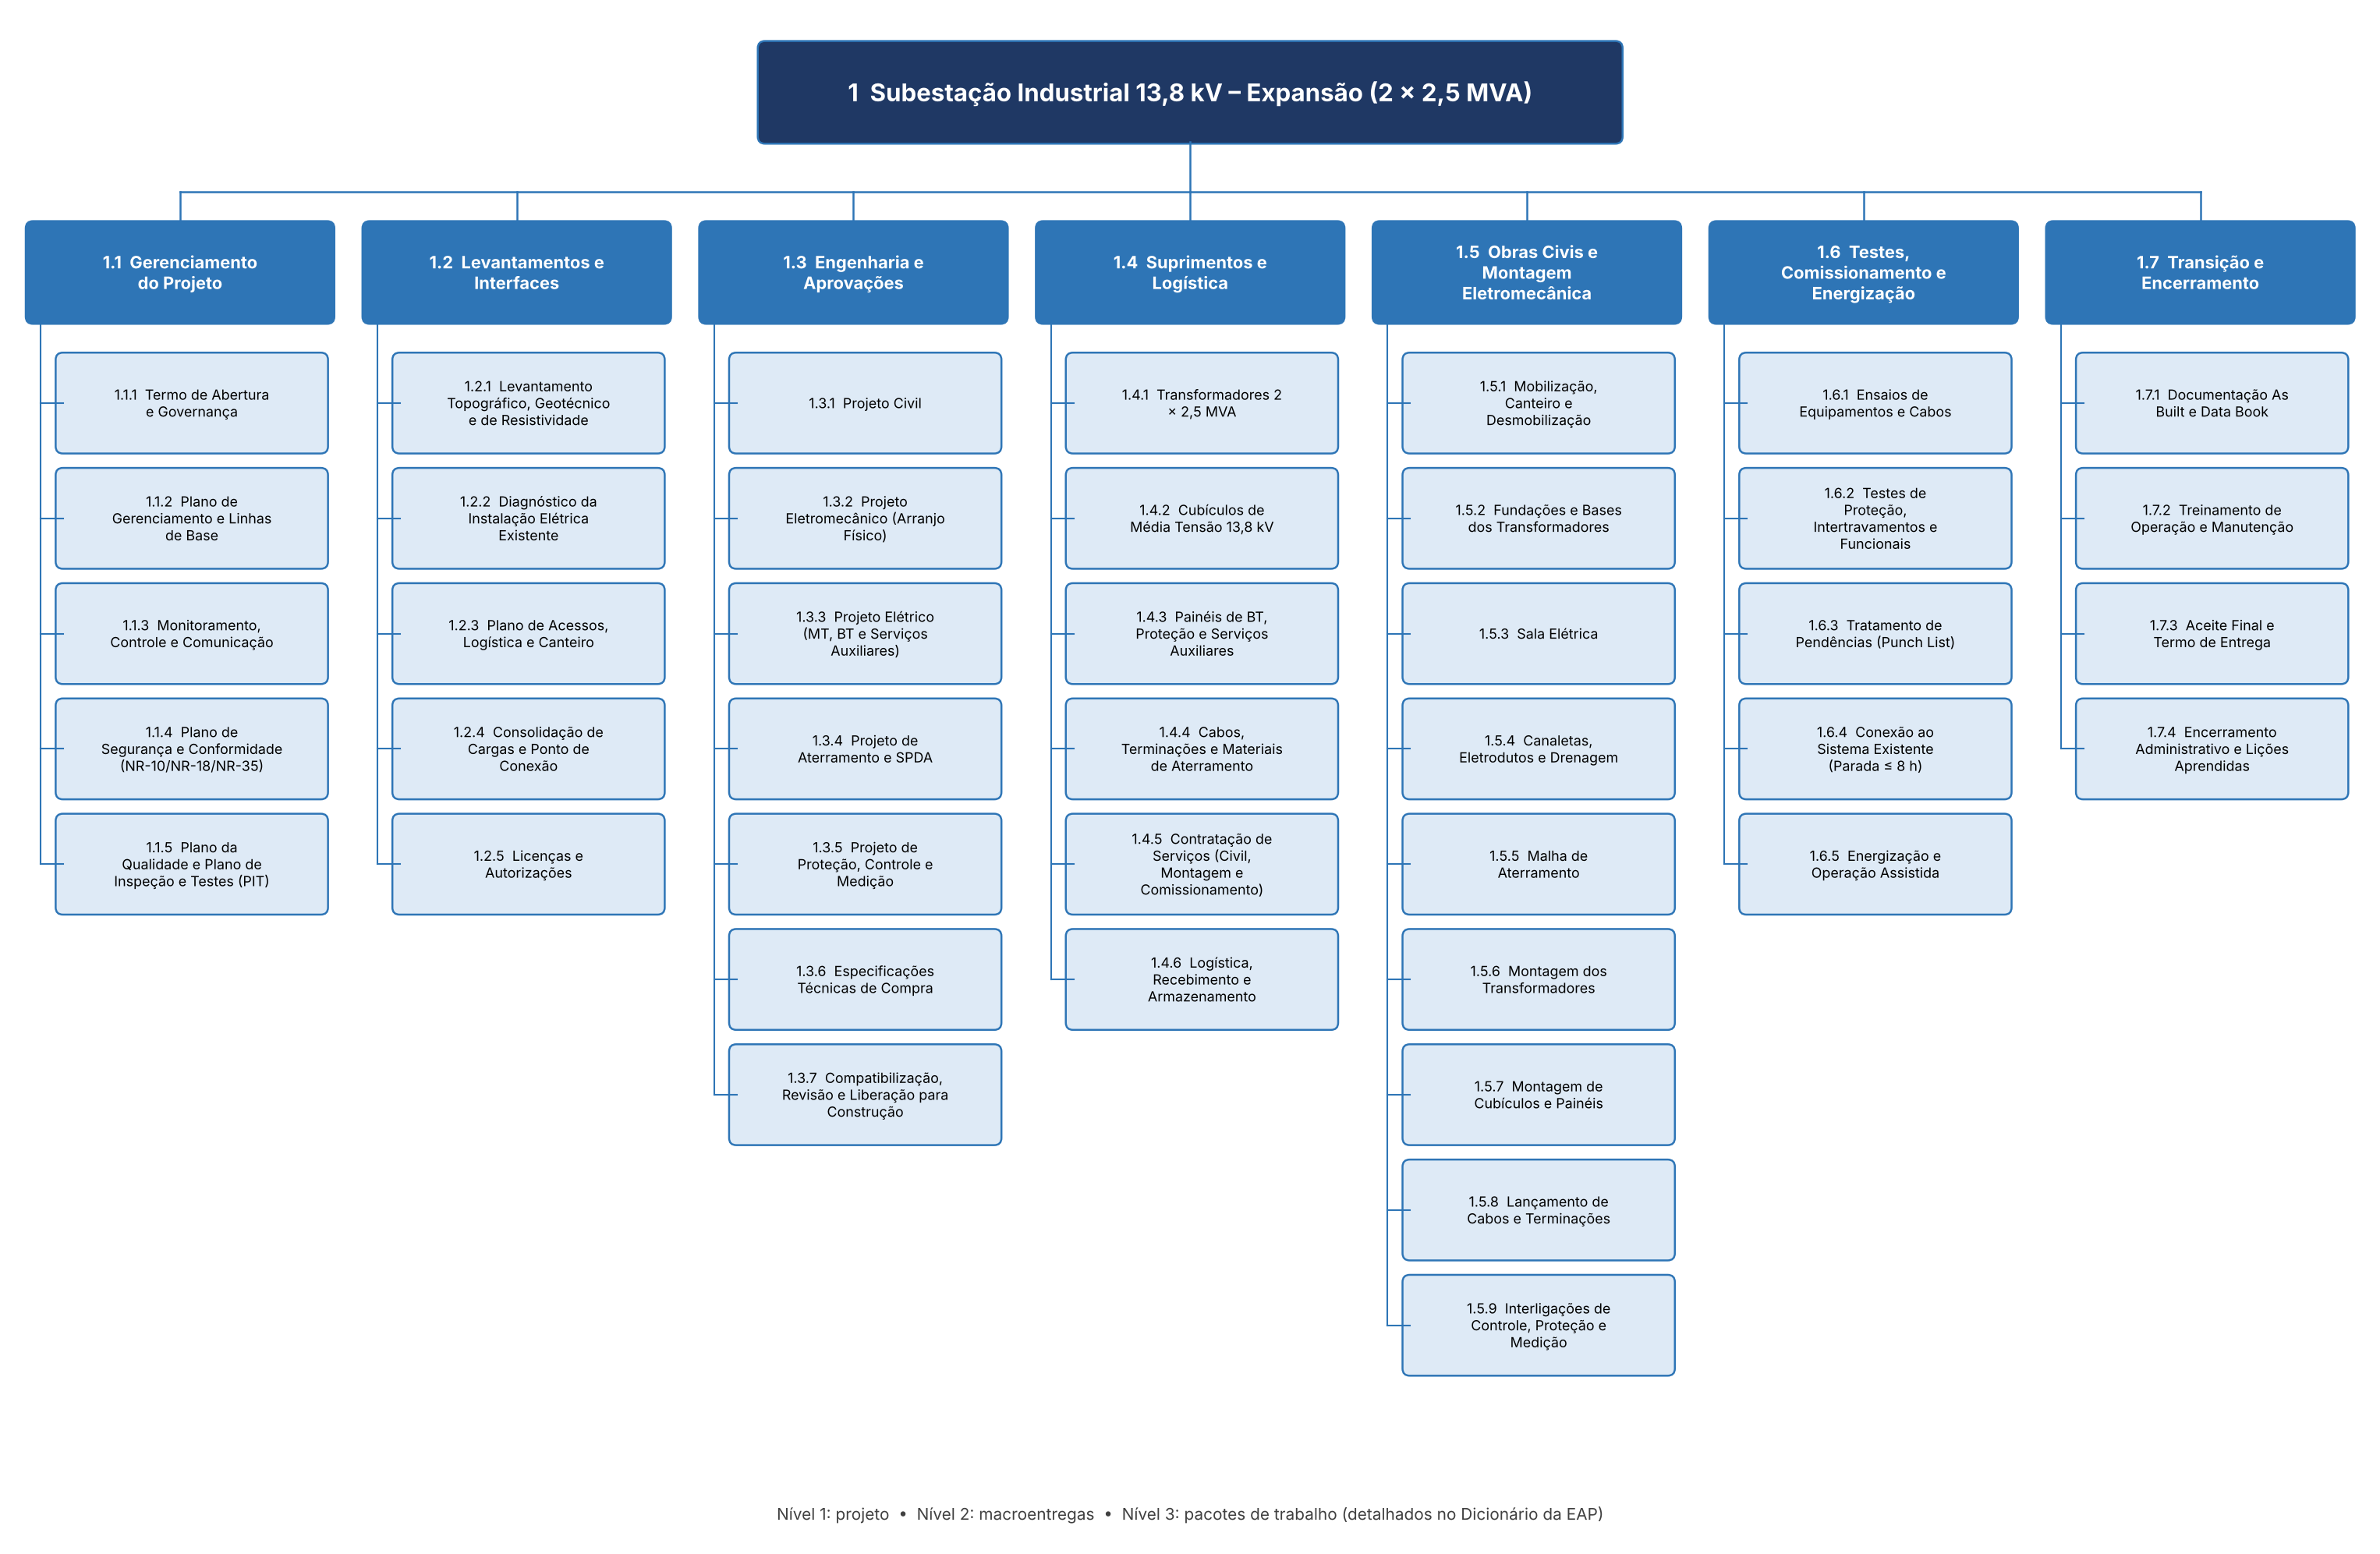 1 Subestação Industrial 13,8 kV – Expansão (2 × 2,5 MVA)
1.1 Gerenciamento
do Projeto
1.1.1 Termo de Abertura
e Governança
1.1.2 Plano de
Gerenciamento e Linhas
de Base
1.1.3 Monitoramento,
Controle e Comunicação
1.1.4 Plano de
Segurança e Conformidade
(NR-10/NR-18/NR-35)
1.1.5 Plano da
Qualidade e Plano de
Inspeção e Testes (PIT)
1.2 Levantamentos e
Interfaces
1.2.1 Levantamento
Topográfico, Geotécnico
e de Resistividade
1.2.2 Diagnóstico da
Instalação Elétrica
Existente
1.2.3 Plano de Acessos,
Logística e Canteiro
1.2.4 Consolidação de
Cargas e Ponto de
Conexão
1.2.5 Licenças e
Autorizações
1.3 Engenharia e
Aprovações
1.3.1 Projeto Civil
1.3.2 Projeto
Eletromecânico (Arranjo
Físico)
1.3.3 Projeto Elétrico
(MT, BT e Serviços
Auxiliares)
1.3.4 Projeto de
Aterramento e SPDA
1.3.5 Projeto de
Proteção, Controle e
Medição
1.3.6 Especificações
Técnicas de Compra
1.3.7 Compatibilização,
Revisão e Liberação para
Construção
1.4 Suprimentos e
Logística
1.4.1 Transformadores 2
× 2,5 MVA
1.4.2 Cubículos de
Média Tensão 13,8 kV
1.4.3 Painéis de BT,
Proteção e Serviços
Auxiliares
1.4.4 Cabos,
Terminações e Materiais
de Aterramento
1.4.5 Contratação de
Serviços (Civil,
Montagem e
Comissionamento)
1.4.6 Logística,
Recebimento e
Armazenamento
1.5 Obras Civis e
Montagem
Eletromecânica
1.5.1 Mobilização,
Canteiro e
Desmobilização
1.5.2 Fundações e Bases
dos Transformadores
1.5.3 Sala Elétrica
1.5.4 Canaletas,
Eletrodutos e Drenagem
1.5.5 Malha de
Aterramento
1.5.6 Montagem dos
Transformadores
1.5.7 Montagem de
Cubículos e Painéis
1.5.8 Lançamento de
Cabos e Terminações
1.5.9 Interligações de
Controle, Proteção e
Medição
1.6 Testes,
Comissionamento e
Energização
1.6.1 Ensaios de
Equipamentos e Cabos
1.6.2 Testes de
Proteção,
Intertravamentos e
Funcionais
1.6.3 Tratamento de
Pendências (Punch List)
1.6.4 Conexão ao
Sistema Existente
(Parada ≤ 8 h)
1.6.5 Energização e
Operação Assistida
1.7 Transição e
Encerramento
1.7.1 Documentação As
Built e Data Book
1.7.2 Treinamento de
Operação e Manutenção
1.7.3 Aceite Final e
Termo de Entrega
1.7.4 Encerramento
Administrativo e Lições
Aprendidas
Nível 1: projeto • Nível 2: macroentregas • Nível 3: pacotes de trabalho (detalhados no Dicionário da EAP)